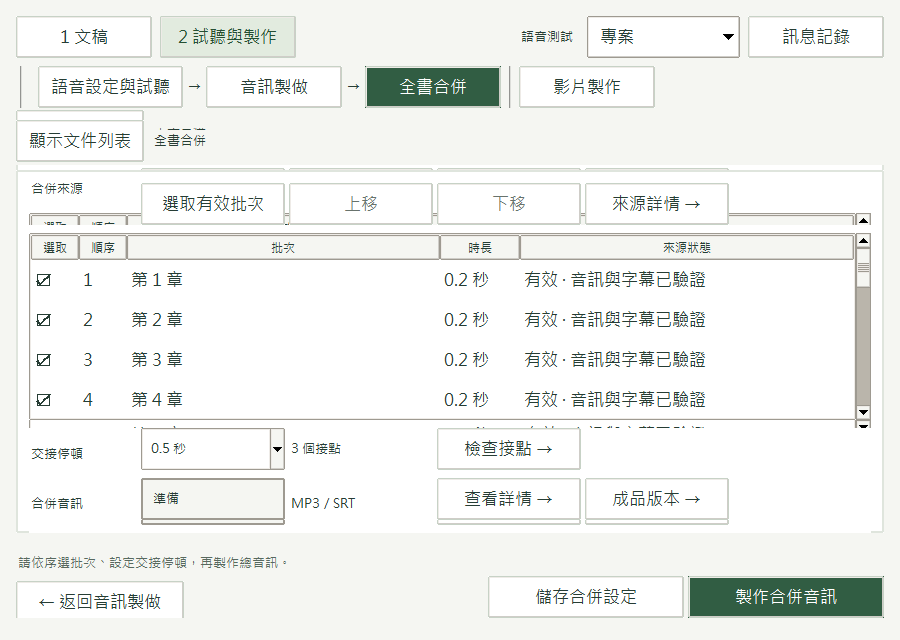 1 文稿
2 試聽與製作
語音測試
專案
訊息記錄
語音設定與試聽
→
音訊製做
→
全書合併
影片製作
顯示文件列表
全書合併
合併來源
選取有效批次
上移
下移
來源詳情 →
選取 順序 批次 時長 來源狀態
1 第 1 章 0.2 秒 有效 · 音訊與字幕已驗證
2 第 2 章 0.2 秒 有效 · 音訊與字幕已驗證
3 第 3 章 0.2 秒 有效 · 音訊與字幕已驗證
4 第 4 章 0.2 秒 有效 · 音訊與字幕已驗證
交接停頓
0.5 秒
3 個接點
檢查接點 →
合併音訊
準備
MP3 / SRT
查看詳情 →
成品版本 →
請依序選批次、設定交接停頓，再製作總音訊。
← 返回音訊製做
儲存合併設定
製作合併音訊